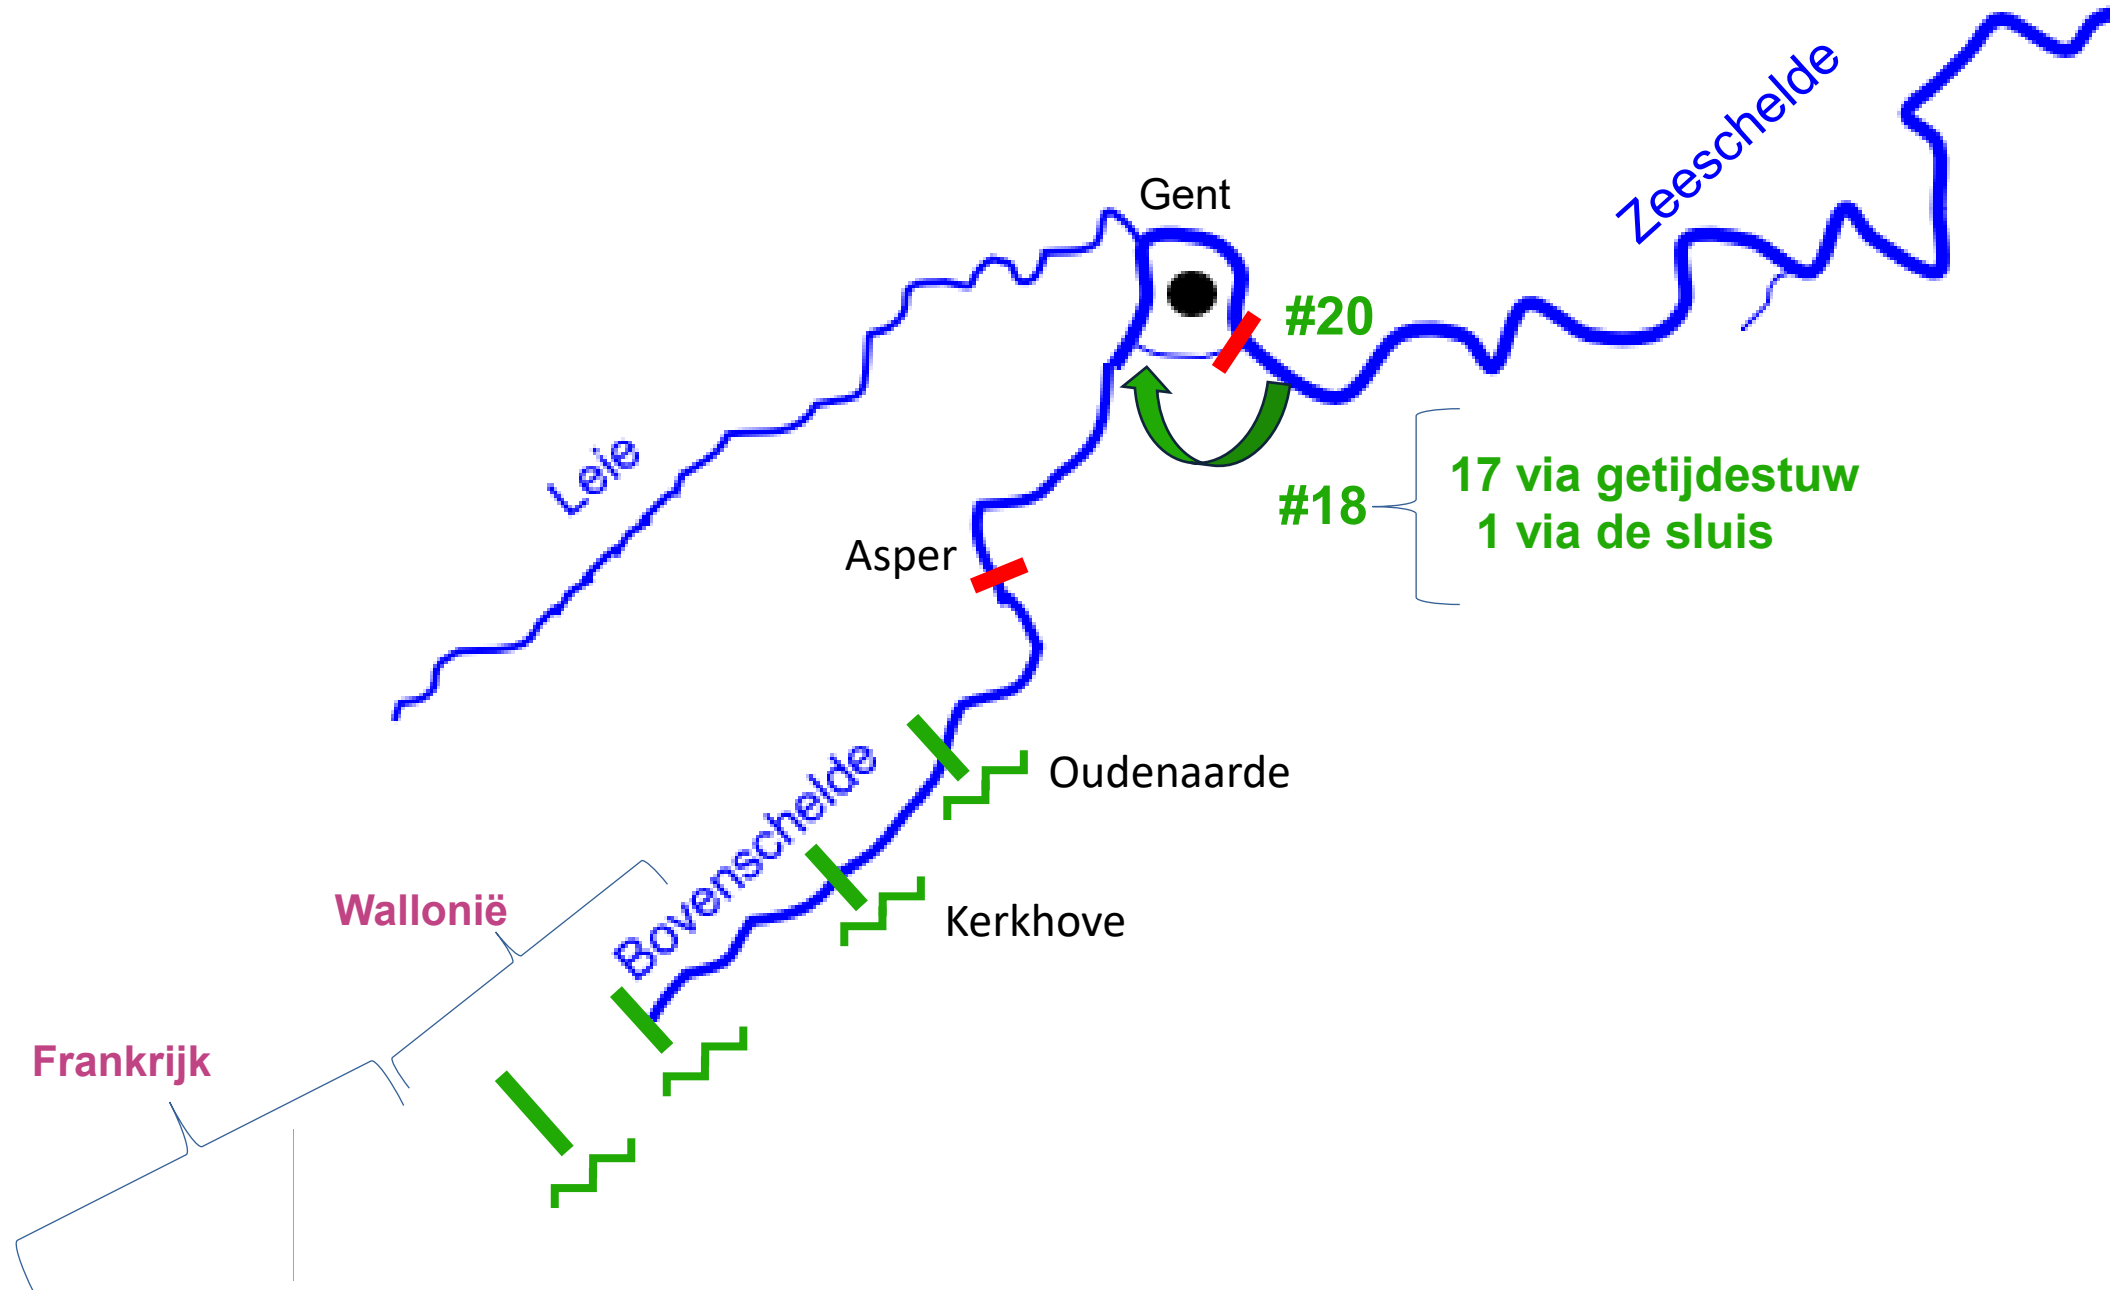 Zeeschelde
Gent
#20
Leie
17 via getijdestuw
#18
1 via de sluis
Asper
Oudenaarde
Bovenschelde
Wallonië
Kerkhove
Frankrijk